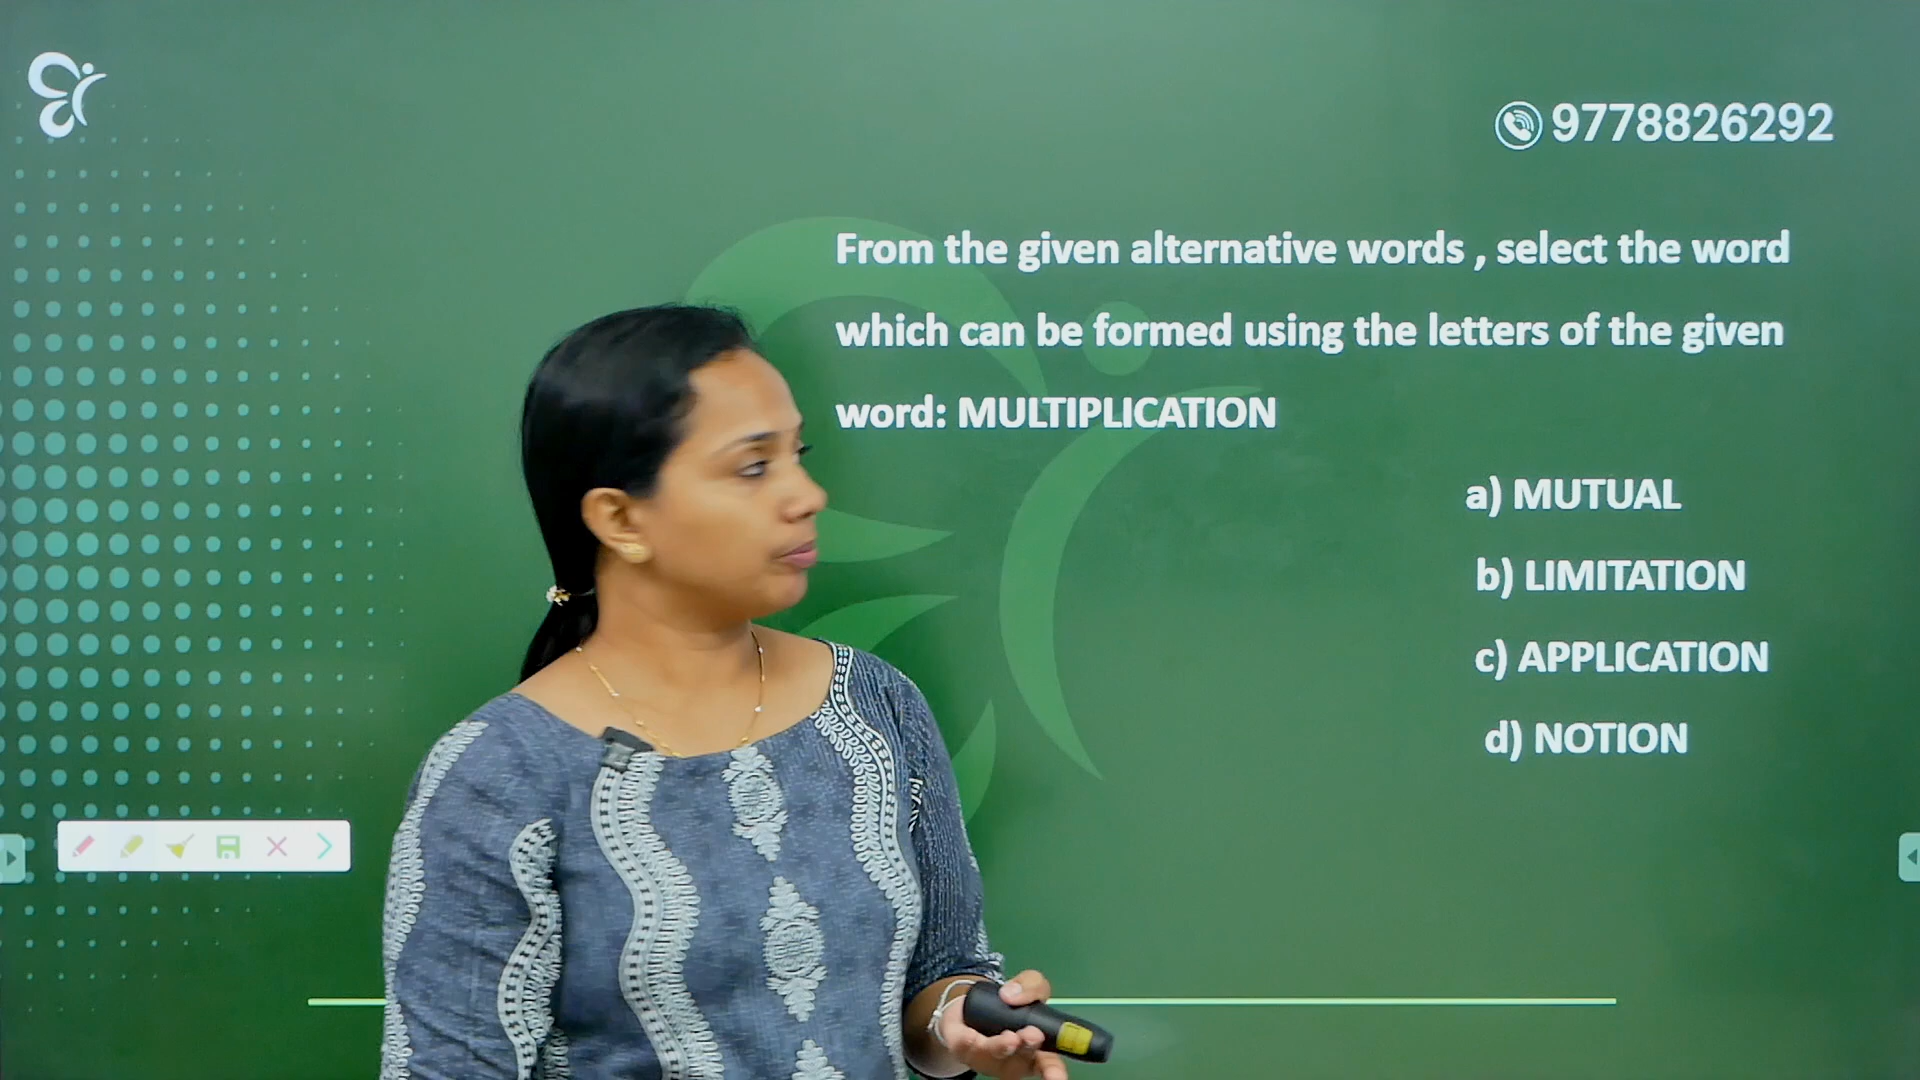 9778826292
From the given alternative words , select the word
which can be formed using the letters of the given
word: MULTIPLICATION
a) MUTUAL
b) LIMITATION
c) APPLICATION
d) NOTION